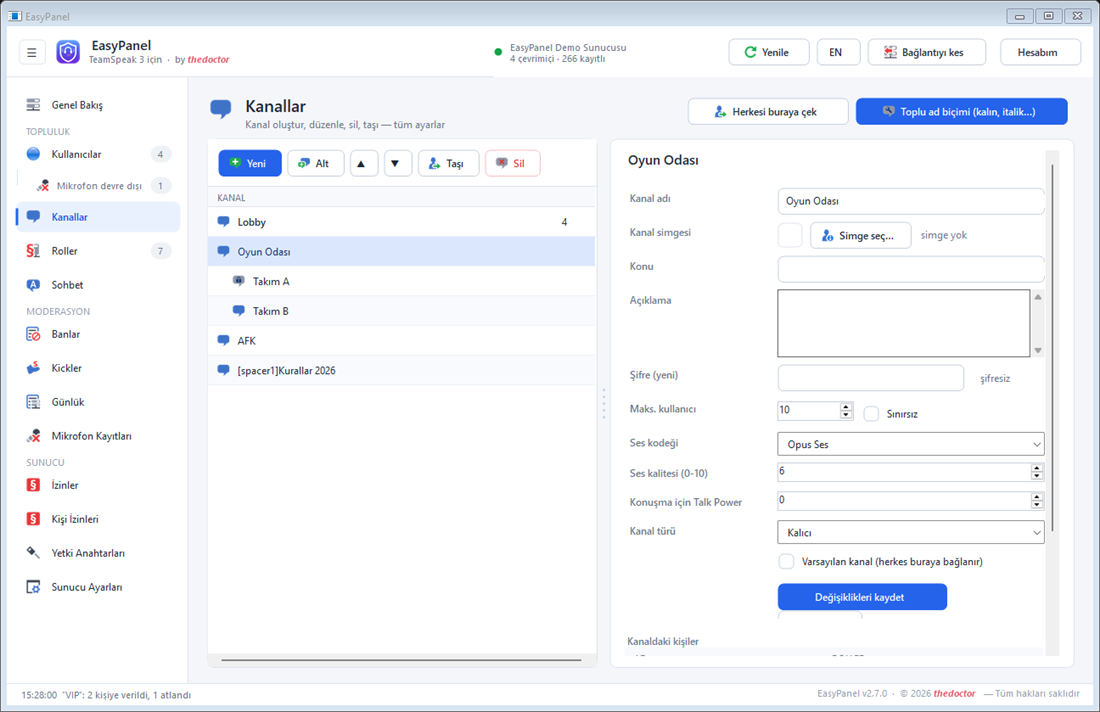 EasyPanel
EasyPanel
TeamSpeak 3 için · by thedoctor
EasyPanel Demo Sunucusu
4 çevrimiçi · 266 kayıtlı
Yenile
EN
Bağlantıyı kes
Hesabım
Genel Bakış
TOPLULUK
Kullanıcılar 4
Mikrofon devre dışı 1
Kanallar
Roller 7
Sohbet
MODERASYON
Banlar
Kickler
Günlük
Mikrofon Kayıtları
SUNUCU
İzinler
Kişi İzinleri
Yetki Anahtarları
Sunucu Ayarları
Kanallar
Kanal oluştur, düzenle, sil, taşı — tüm ayarlar
Herkesi buraya çek
Toplu ad biçimi (kalın, italik...)
Yeni
Alt
▲
▼
Taşı
Sil
KANAL
Lobby 4
Oyun Odası
Takım A
Takım B
AFK
[spacer1]Kurallar 2026
Oyun Odası
Kanal adı Oyun Odası
Kanal simgesi Simge seç... simge yok
Konu
Açıklama
Şifre (yeni) şifresiz
Maks. kullanıcı 10 Sınırsız
Ses kodeği Opus Ses
Ses kalitesi (0-10) 6
Konuşma için Talk Power 0
Kanal türü Kalıcı
Varsayılan kanal (herkes buraya bağlanır)
Değişiklikleri kaydet
Kanaldaki kişiler
15:28:00 "VIP": 2 kişiye verildi, 1 atlandı
EasyPanel v2.7.0 · © 2026 thedoctor — Tüm hakları saklıdır